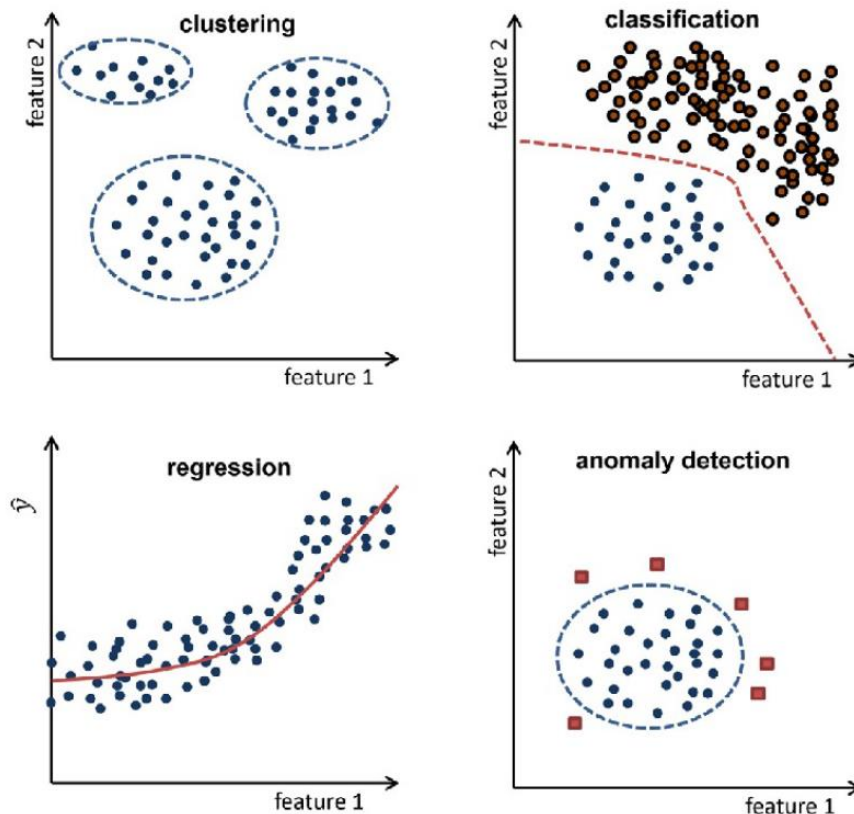 clustering
feature 2
feature 1
classification
feature 2
feature 1
regression
ŷ
feature 1
anomaly detection
feature 2
feature 1